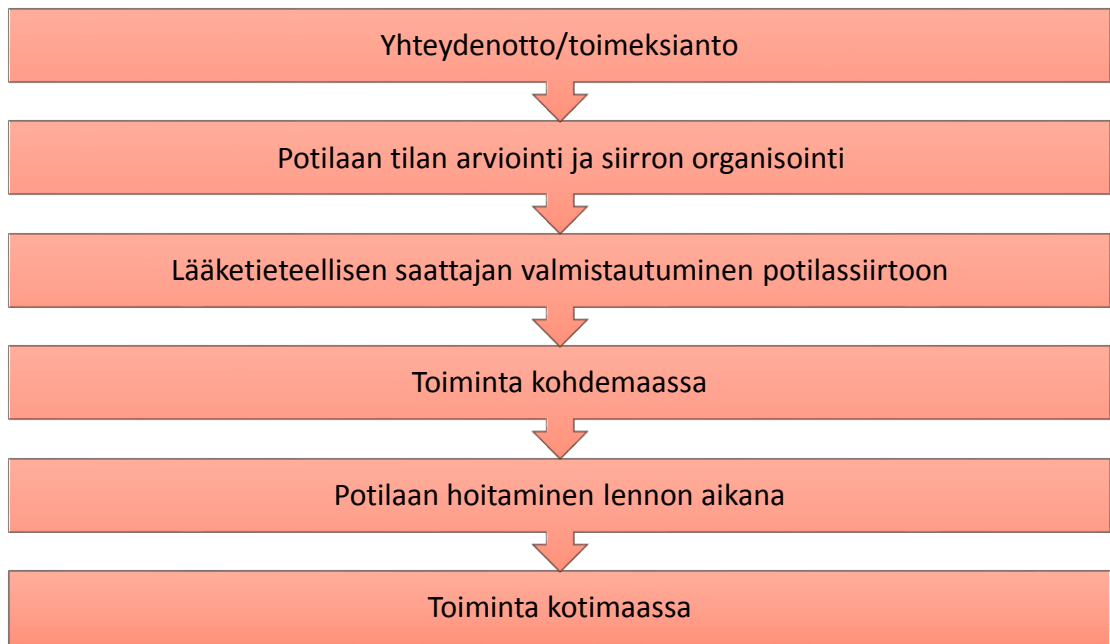 Yhteydenotto/toimeksianto
Potilaan tilan arviointi ja siirron organisointi
Lääketieteellisen saattajan valmistautuminen potilassiirtoon
Toiminta kohdemaassa
Potilaan hoitaminen lennon aikana
Toiminta kotimaassa